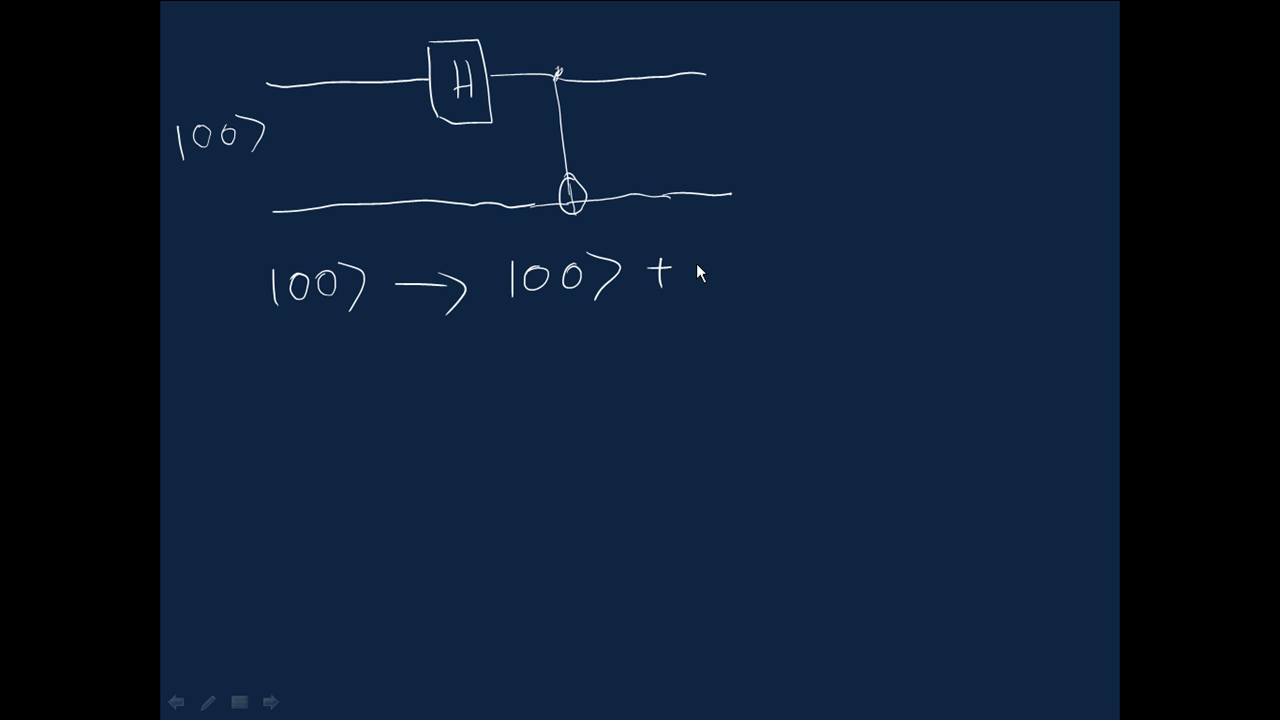 H
|00⟩
|00⟩ → |00⟩ +